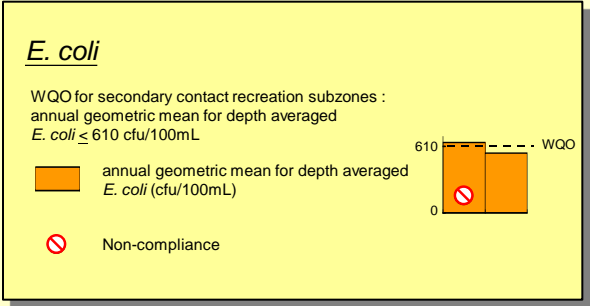 E. coli
WQO for secondary contact recreation subzones :
annual geometric mean for depth averaged
E. coli ≤ 610 cfu/100mL
annual geometric mean for depth averaged
E. coli (cfu/100mL)
Non-compliance
610
WQO
0